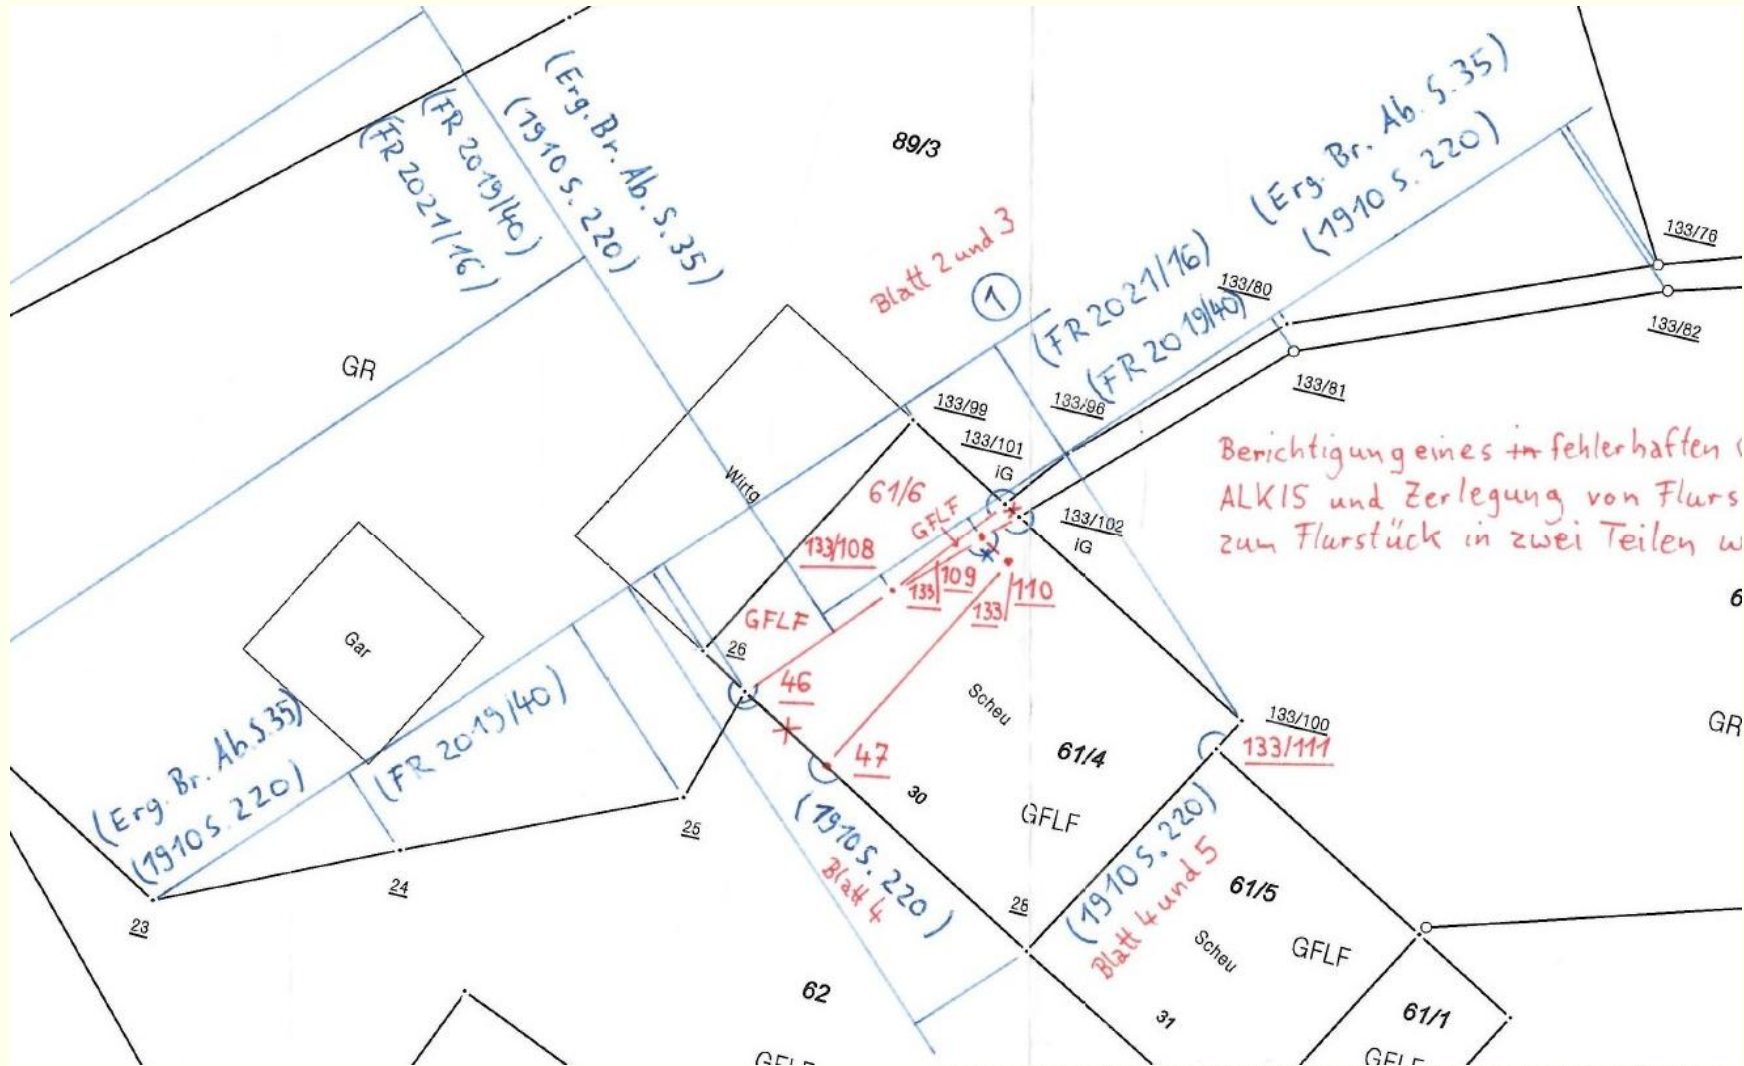 (Erg. Br. Ab. S. 35)
(1910 S. 220)
(FR 2019/40)
(FR 2021/16)
89/3
(Erg. Br. Ab. S. 35)
(1910 S. 220)
Blatt 2 und 3
1
(FR 2021/16)
(FR 2019/40)
133/76
133/80
133/82
133/81
GR
133/99
133/96
133/101
iG
Wirtg
61/6
GFLF
133/102
iG
Berichtigung eines in fehlerhaften
ALKIS und Zerlegung von Flurs
zum Flurstück in zwei Teilen w
133/108
133/109
133/110
GFLF
Gar
26
46
47
Scheu
61/4
30
GFLF
133/100
133/111
6
GR
(Erg. Br. Ab. S. 35)
(1910 S. 220)
(FR 2019/40)
25
24
23
(1910 S. 220)
Blatt 4
28
(1910 S. 220)
Blatt 4 und 5
61/5
Scheu
GFLF
62
31
61/1
GFLF
GFLF